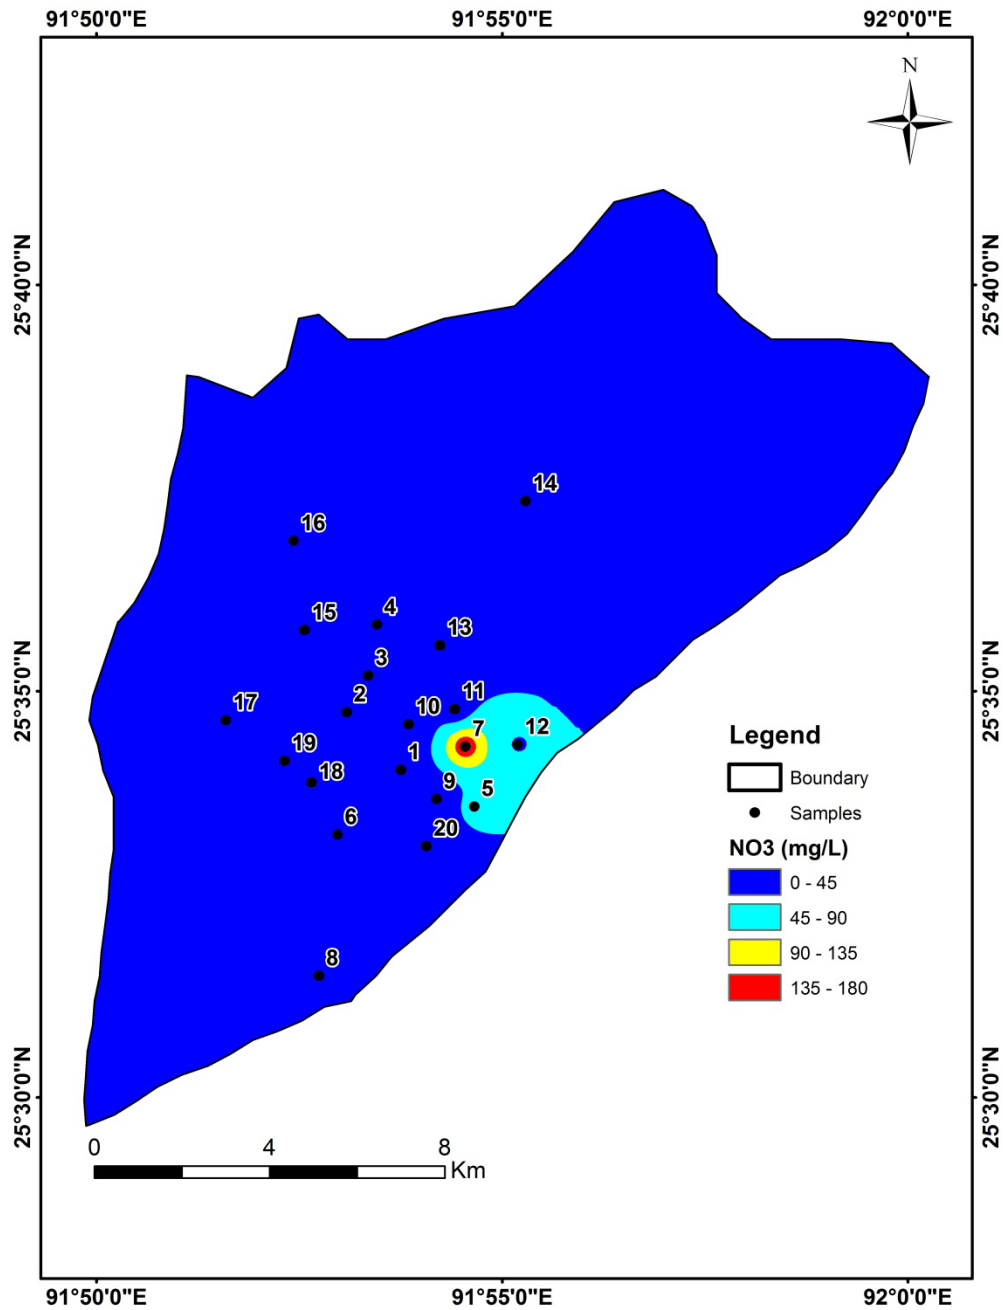 91°50'0"E 91°55'0"E 92°0'0"E
N
25°40'0"N 25°40'0"N
14
16
4
15
13
3
25°35'0"N 25°35'0"N
11
2
17
10
7
12
1
19
18
9
5
6
20
8
Legend
Boundary
Samples
NO3 (mg/L)
0 - 45
45 - 90
90 - 135
135 - 180
25°30'0"N 25°30'0"N
0 4 8
Km
91°50'0"E 91°55'0"E 92°0'0"E